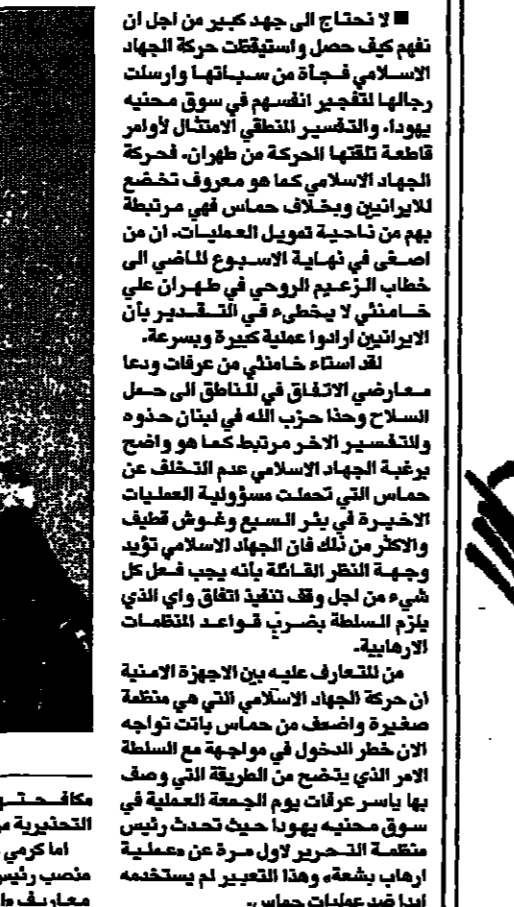 ■ لا نحتاج الى جهد كبير من اجل ان
نفهم كيف حصل واستيقظت حركة الجهاد
الاسلامي فجأة من سباتها وارسلت
رجالها لتفجير انفسهم في سوق محنيه
يهودا. والتفسير المنطقي الامتثال لأوامر
قاطعة تلقتها الحركة من طهران. فحركة
الجهاد الاسلامي كما هو معروف تخضع
للايرانيين وبخلاف حماس فهي مرتبطة
بهم من ناحية تمويل العمليات. ان من
اصغى في نهاية الاسبوع الماضي الى
خطاب الزعيم الروحي في طهران علي
خامنئي لا يخطىء في التقدير بأن
الايرانيين ارادوا عملية كبيرة وبسرعة.
لقد استاء خامنئي من عرفات ودعا
معارضي الاتفاق في المناطق الى حمل
السلاح وحذا حزب الله في لبنان حذوه
والتفسير الاخر مرتبط كما هو واضح
برغبة الجهاد الاسلامي عدم التخلف عن
حماس التي تحملت مسؤولية العمليات
الاخيرة في بئر السبع وغوش قطيف
والاكثر من ذلك فان الجهاد الاسلامي تؤيد
وجهة النظر القائلة بأنه يجب فعل كل
شيء من اجل وقف تنفيذ اتفاق واي الذي
يلزم السلطة بضرب قواعد المنظمات
الارهابية.
من المتعارف عليه بين الاجهزة الامنية
ان حركة الجهاد الاسلامي التي هي منظمة
صغيرة واضعف من حماس باتت تواجه
الان خطر الدخول في مواجهة مع السلطة
الامر الذي يتضح من الطريقة التي وصف
بها ياسر عرفات يوم الجمعة العملية في
سوق محنيه يهودا حيث تحدث رئيس
منظمة التحرير لاول مرة عن «عملية
ارهاب بشعة» وهذا التعبير لم يستخدمه
ابدا ضد عمليات حماس.
مكافحتـ
التحذيرية مر
اما كرمي
منصب رئيس
معاريف